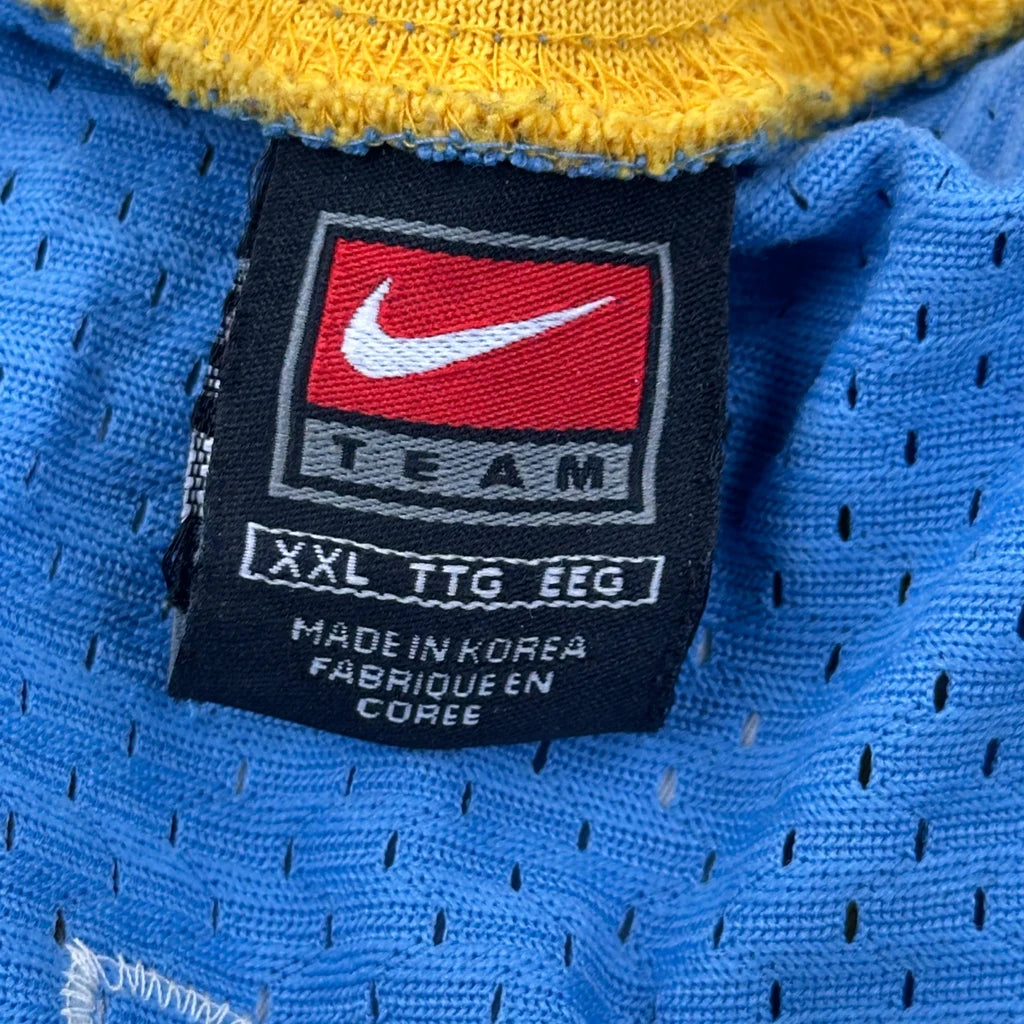 TEAM
XXL TTG EEG
MADE IN KOREA
FABRIQUE EN
COREE